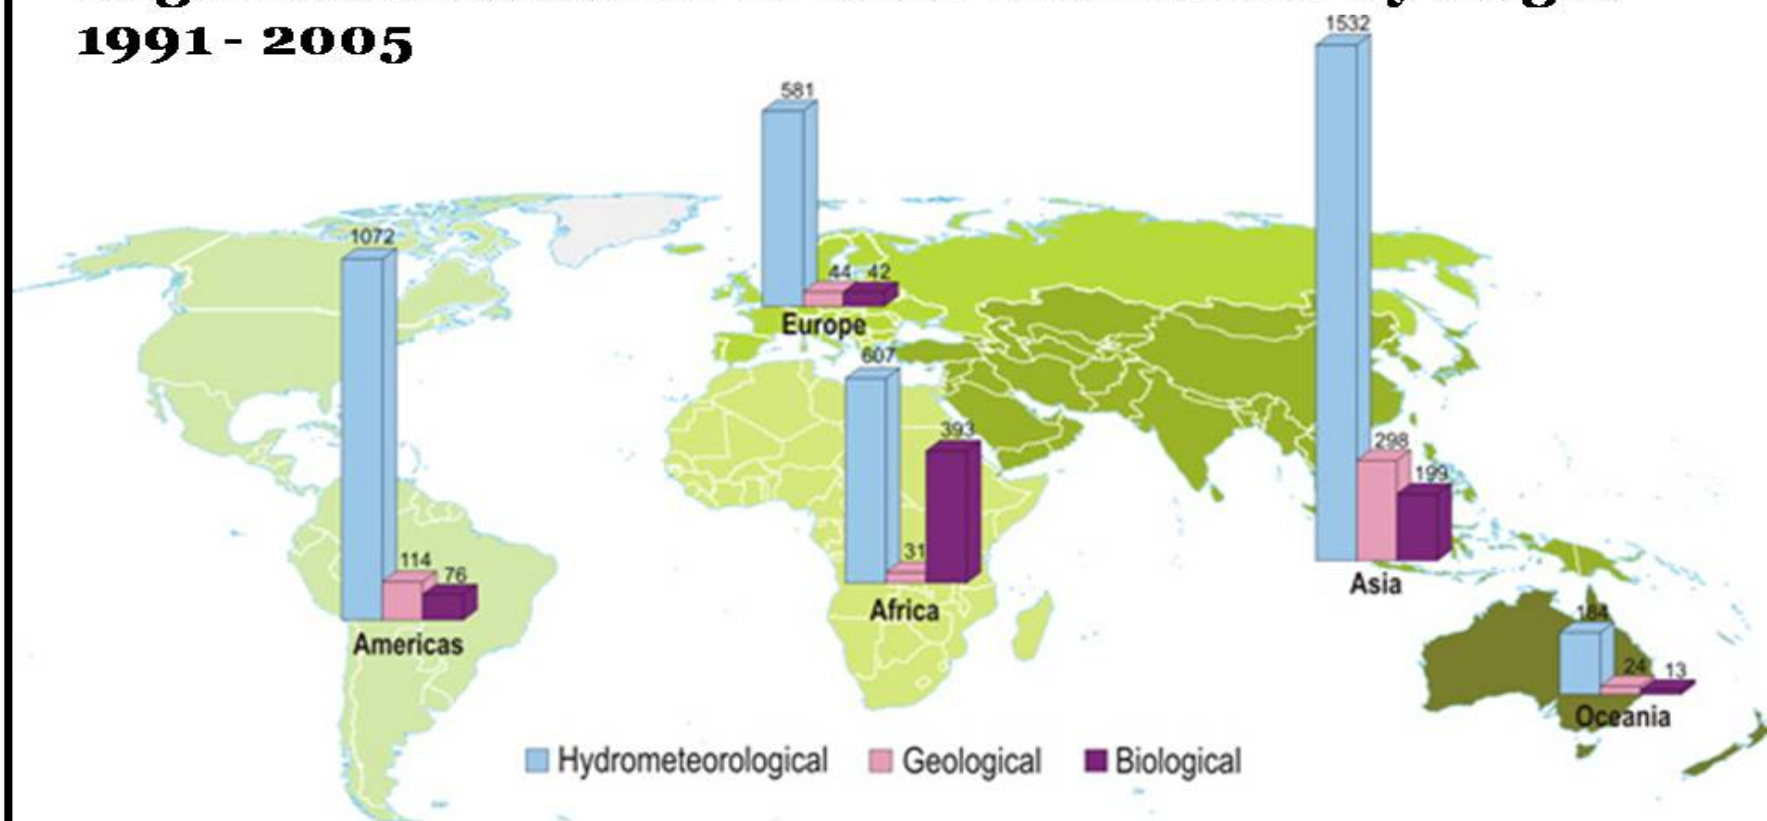 1991 - 2005
1532
581
1072
44 42
Europe
607
393
298
199
31
114
76
Asia
Africa
184
Americas
24 13
Oceania
Hydrometeorological Geological Biological